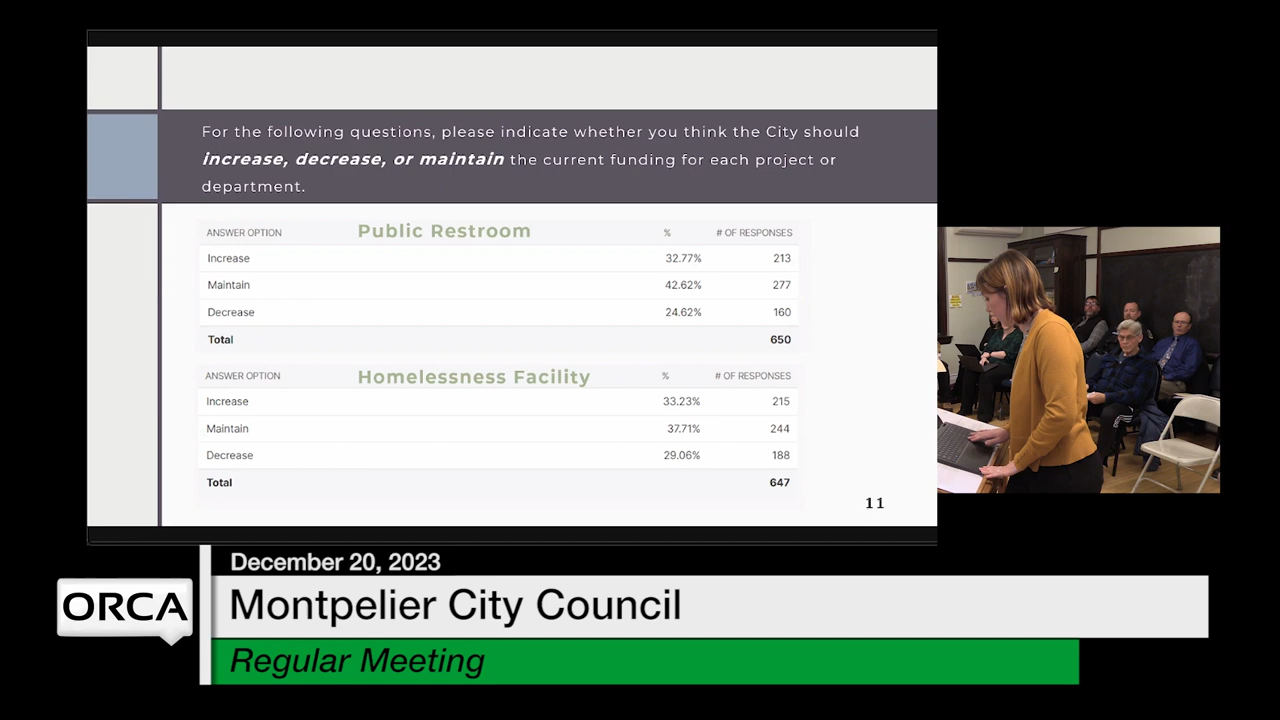 For the following questions, please indicate whether you think the City should
increase, decrease, or maintain the current funding for each project or
department.
ANSWER OPTION Public Restroom % # OF RESPONSES
Increase 32.77% 213
Maintain 42.62% 277
Decrease 24.62% 160
Total 650
ANSWER OPTION Homelessness Facility % # OF RESPONSES
Increase 33.23% 215
Maintain 37.71% 244
Decrease 29.06% 188
Total 647
11
December 20, 2023
ORCA Montpelier City Council
Regular Meeting